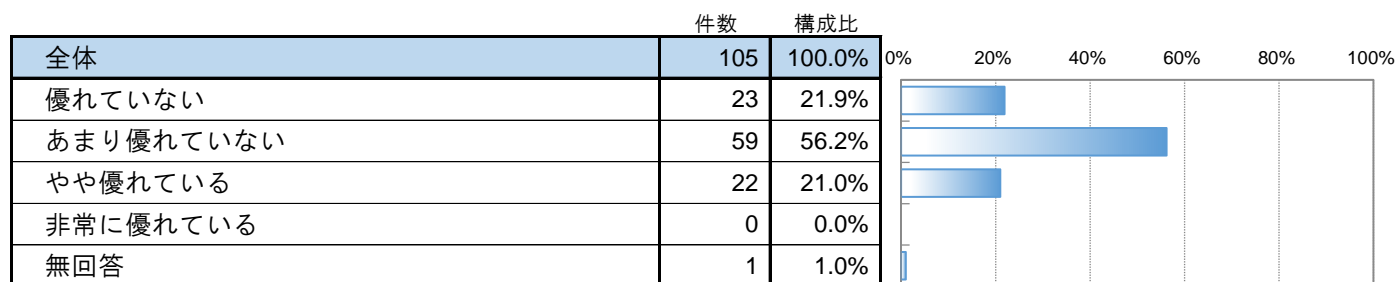 件数 構成比
全体 105 100.0% 0% 20% 40% 60% 80% 100%
優れていない 23 21.9%
あまり優れていない 59 56.2%
やや優れている 22 21.0%
非常に優れている 0 0.0%
無回答 1 1.0%